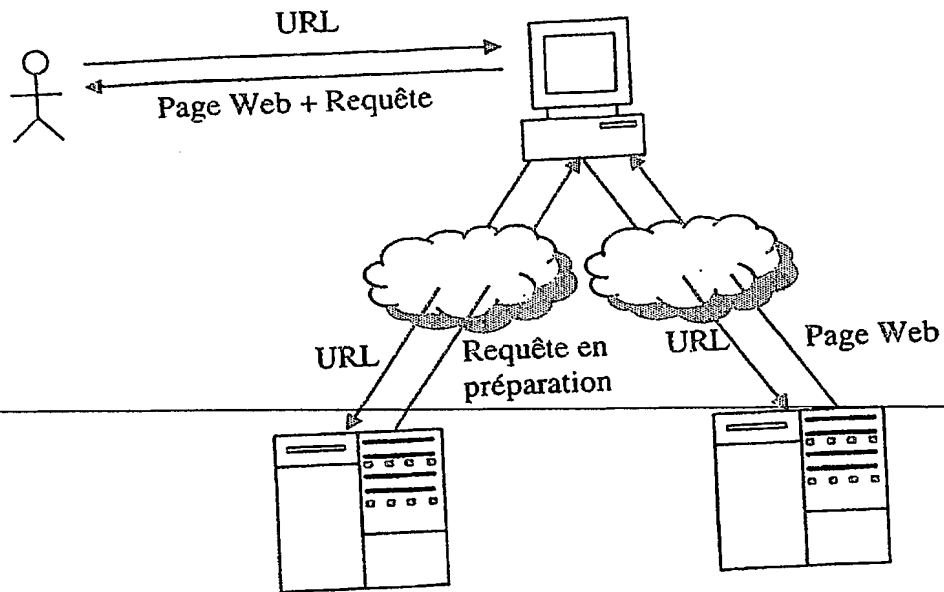 URL
Page Web + Requête
URL
Requête en
préparation
URL
Page Web